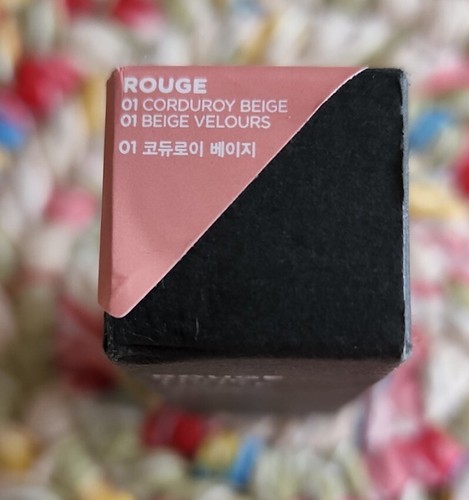 ROUGE
01 CORDUROY BEIGE
01 BEIGE VELOURS
01 코듀로이 베이지